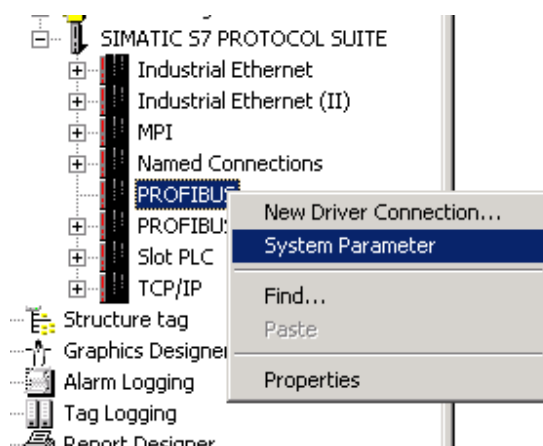 SIMATIC S7 PROTOCOL SUITE
Industrial Ethernet
Industrial Ethernet (II)
MPI
Named Connections
PROFIBUS
PROFIBUS
Slot PLC
TCP/IP
Structure tag
Graphics Designer
Alarm Logging
Tag Logging
Report Designer
New Driver Connection...
System Parameter
Find...
Paste
Properties